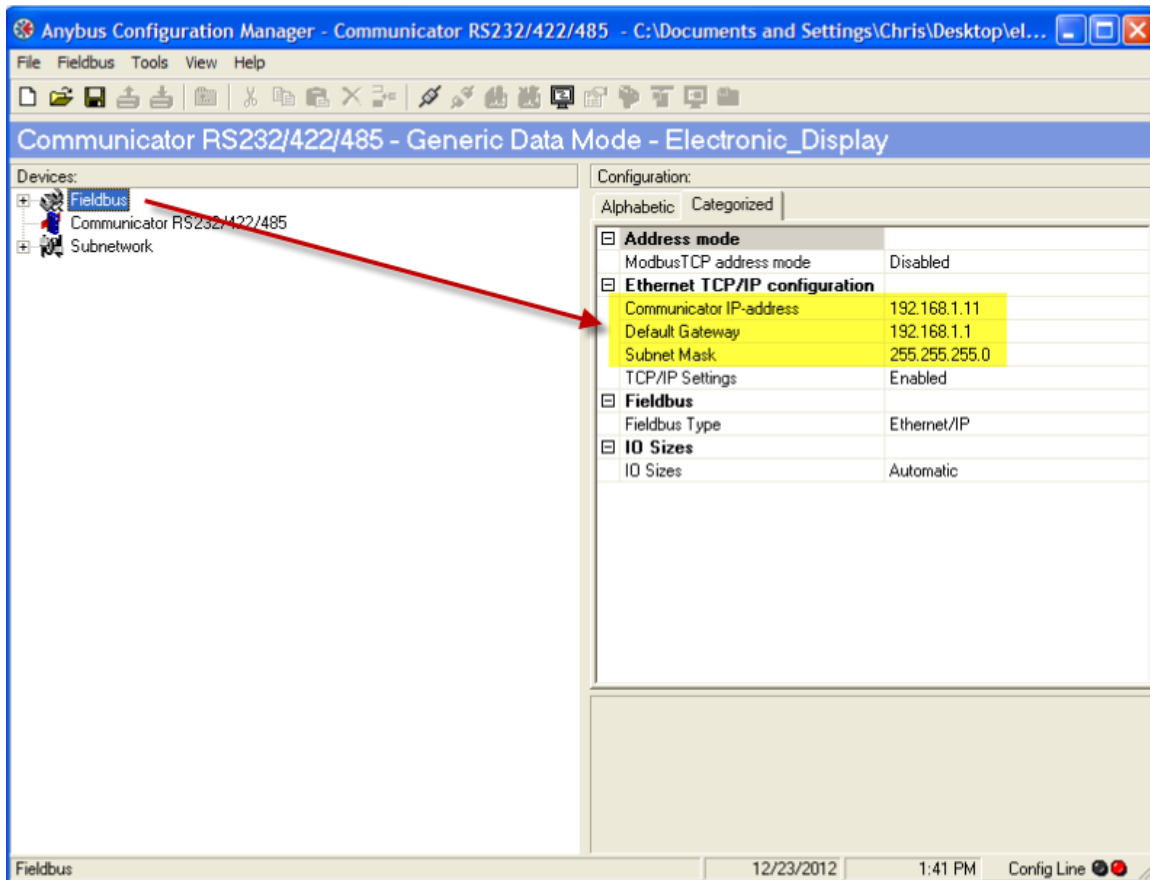 Anybus Configuration Manager - Communicator RS232/422/485 - C:\Documents and Settings\Chris\Desktop\el...
File Fieldbus Tools View Help
Communicator RS232/422/485 - Generic Data Mode - Electronic_Display
Devices:
Fieldbus
Communicator RS232/422/485
Subnetwork
Configuration:
Alphabetic Categorized
Address mode
ModbusTCP address mode Disabled
Ethernet TCP/IP configuration
Communicator IP-address 192.168.1.11
Default Gateway 192.168.1.1
Subnet Mask 255.255.255.0
TCP/IP Settings Enabled
Fieldbus
Fieldbus Type Ethernet/IP
IO Sizes
IO Sizes Automatic
Fieldbus 12/23/2012 1:41 PM Config Line